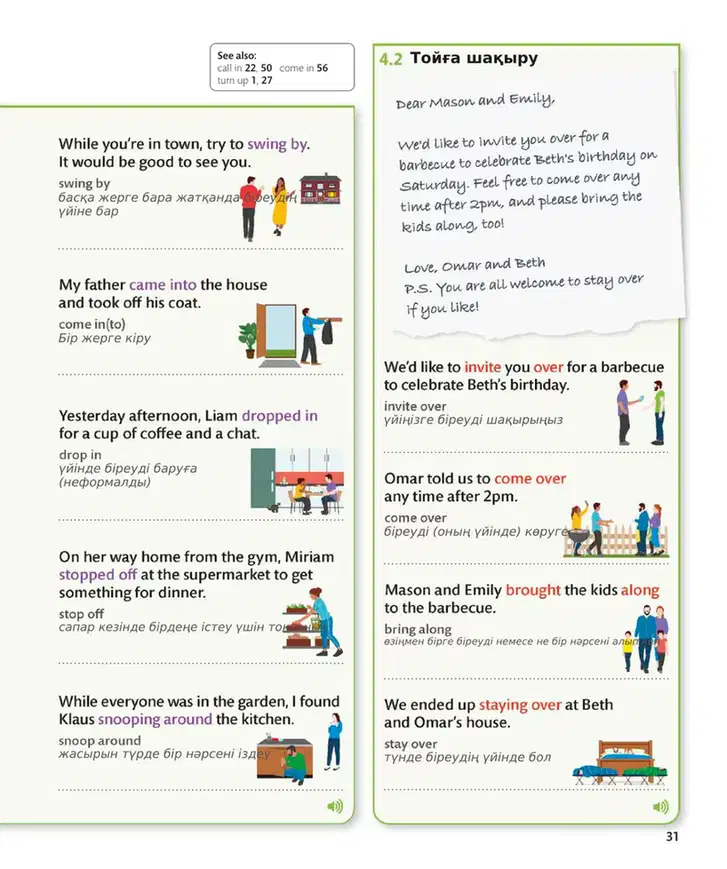 See also:
call in 22, 50 come in 56
turn up 1, 27
While you're in town, try to swing by.
It would be good to see you.
swing by
басқа жерге бара жатқанда біреудің
үйіне бар
My father came into the house
and took off his coat.
come in(to)
Бір жерге кіру
Yesterday afternoon, Liam dropped in
for a cup of coffee and a chat.
drop in
үйінде біреуді баруға
(неформалды)
On her way home from the gym, Miriam
stopped off at the supermarket to get
something for dinner.
stop off
сапар кезінде бірдеңе істеу үшін
While everyone was in the garden, I found
Klaus snooping around the kitchen.
snoop around
жасырын түрде бір нәрсені іздеу
4.2 Тойға шақыру
Dear Mason and Emily,
We'd like to invite you over for a
barbecue to celebrate Beth's birthday on
Saturday. Feel free to come over any
time after 2pm, and please bring the
kids along, too!
Love, Omar and Beth
P.S. You are all welcome to stay over
if you like!
We'd like to invite you over for a barbecue
to celebrate Beth's birthday.
invite over
үйіңізге біреуді шақырыңыз
Omar told us to come over
any time after 2pm.
come over
біреуді (оның үйінде) көруге
Mason and Emily brought the kids along
to the barbecue.
bring along
өзіңмен бірге біреуді немесе не бір нәрсені
We ended up staying over at Beth
and Omar's house.
stay over
түнде біреудің үйінде бол
31